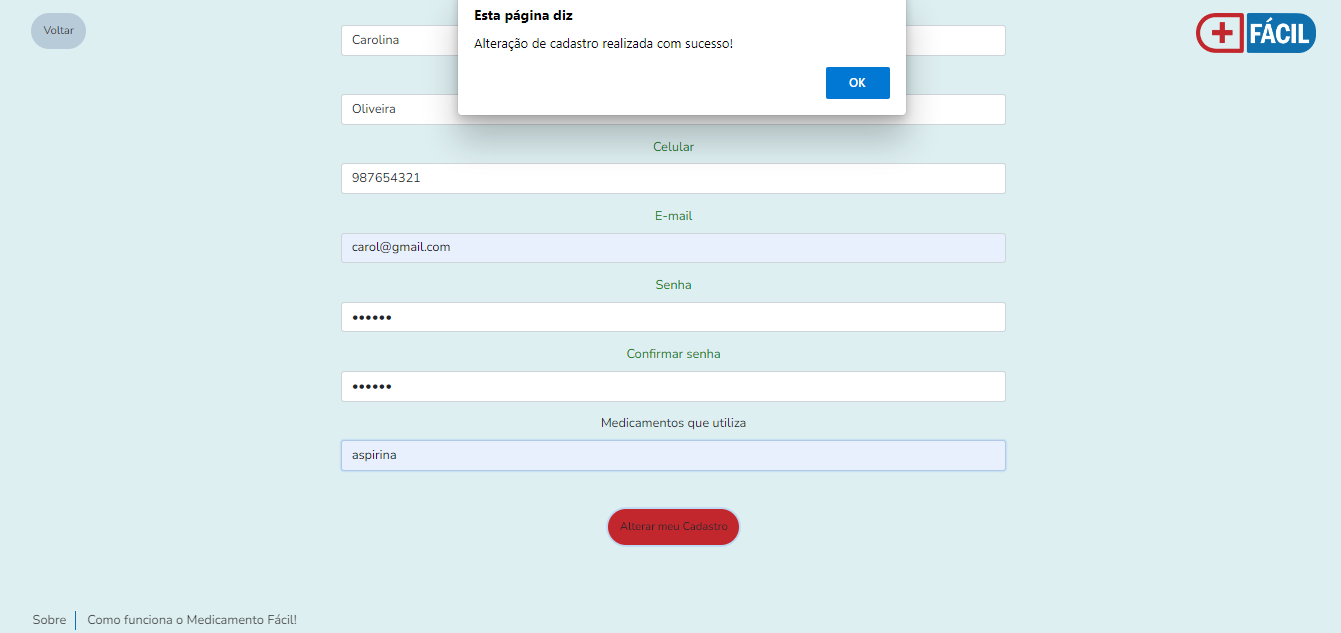 Voltar
Esta página diz
Alteração de cadastro realizada com sucesso!
OK
FÁCIL
Carolina
Oliveira
Celular
987654321
E-mail
carol@gmail.com
Senha
••••••
Confirmar senha
••••••
Medicamentos que utiliza
aspirina
Alterar meu Cadastro
Sobre
Como funciona o Medicamento Fácil!